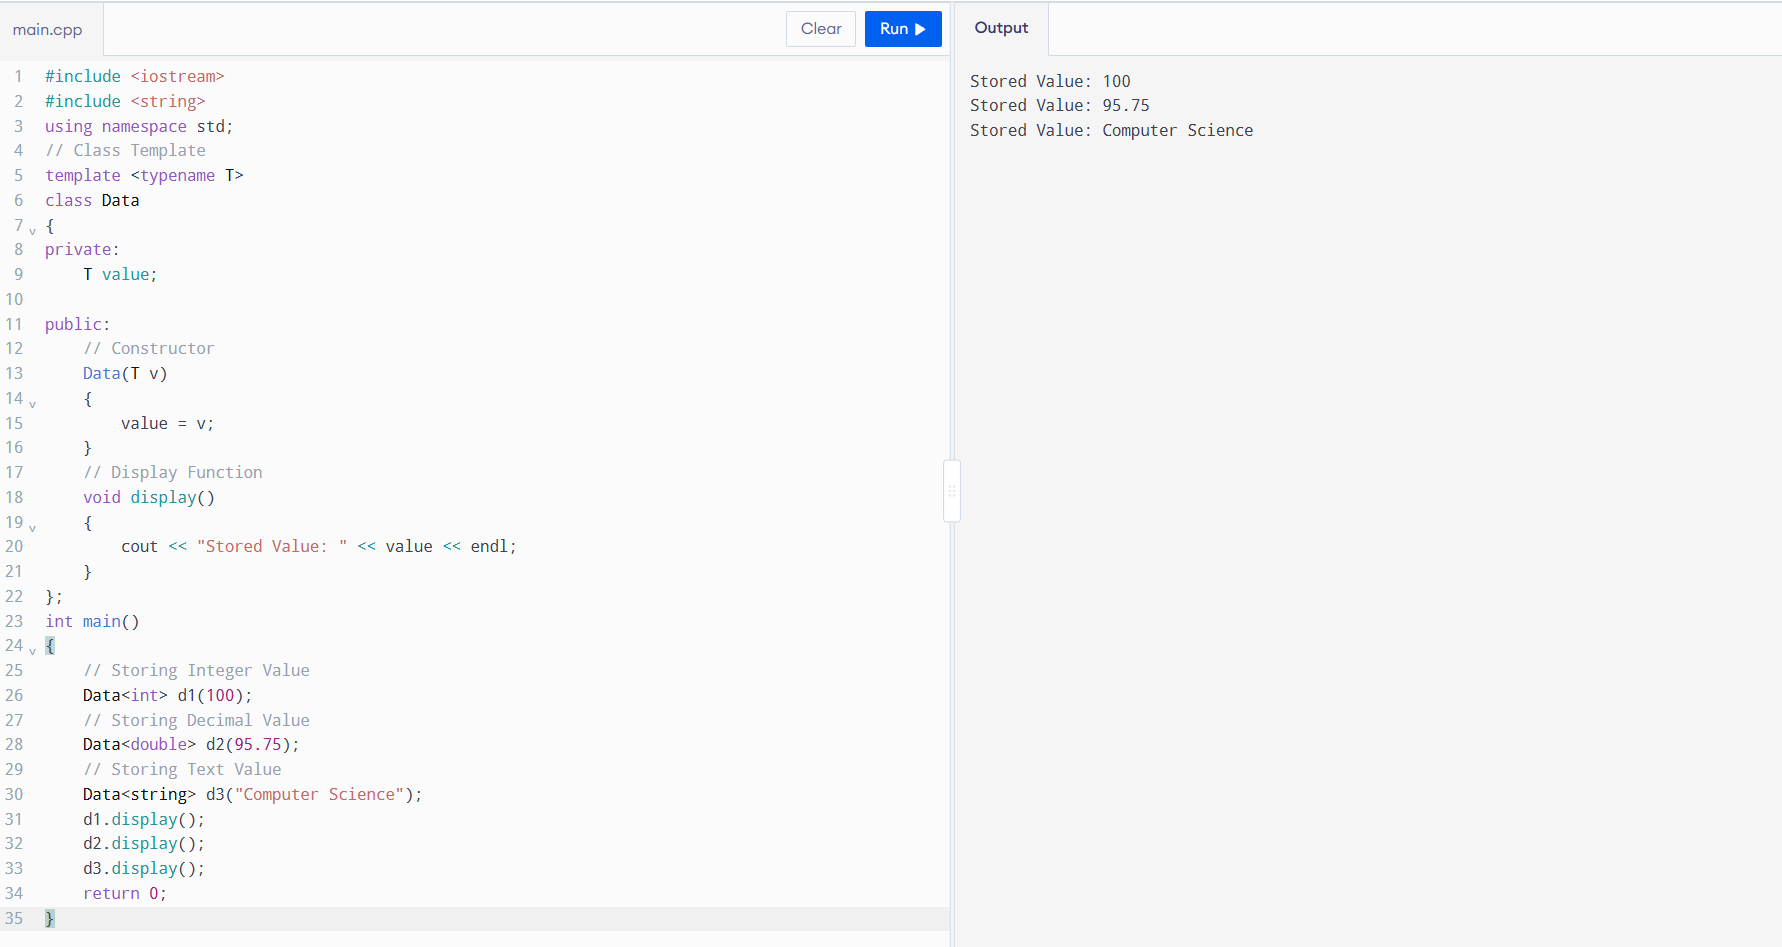 main.cpp
Clear
Run
Output
1 #include <iostream>
2 #include <string>
3 using namespace std;
4 // Class Template
5 template <typename T>
6 class Data
7 {
8 private:
9     T value;
10
11 public:
12     // Constructor
13     Data(T v)
14     {
15         value = v;
16     }
17     // Display Function
18     void display()
19     {
20         cout << "Stored Value: " << value << endl;
21     }
22 };
23 int main()
24 {
25     // Storing Integer Value
26     Data<int> d1(100);
27     // Storing Decimal Value
28     Data<double> d2(95.75);
29     // Storing Text Value
30     Data<string> d3("Computer Science");
31     d1.display();
32     d2.display();
33     d3.display();
34     return 0;
35 }
Stored Value: 100
Stored Value: 95.75
Stored Value: Computer Science